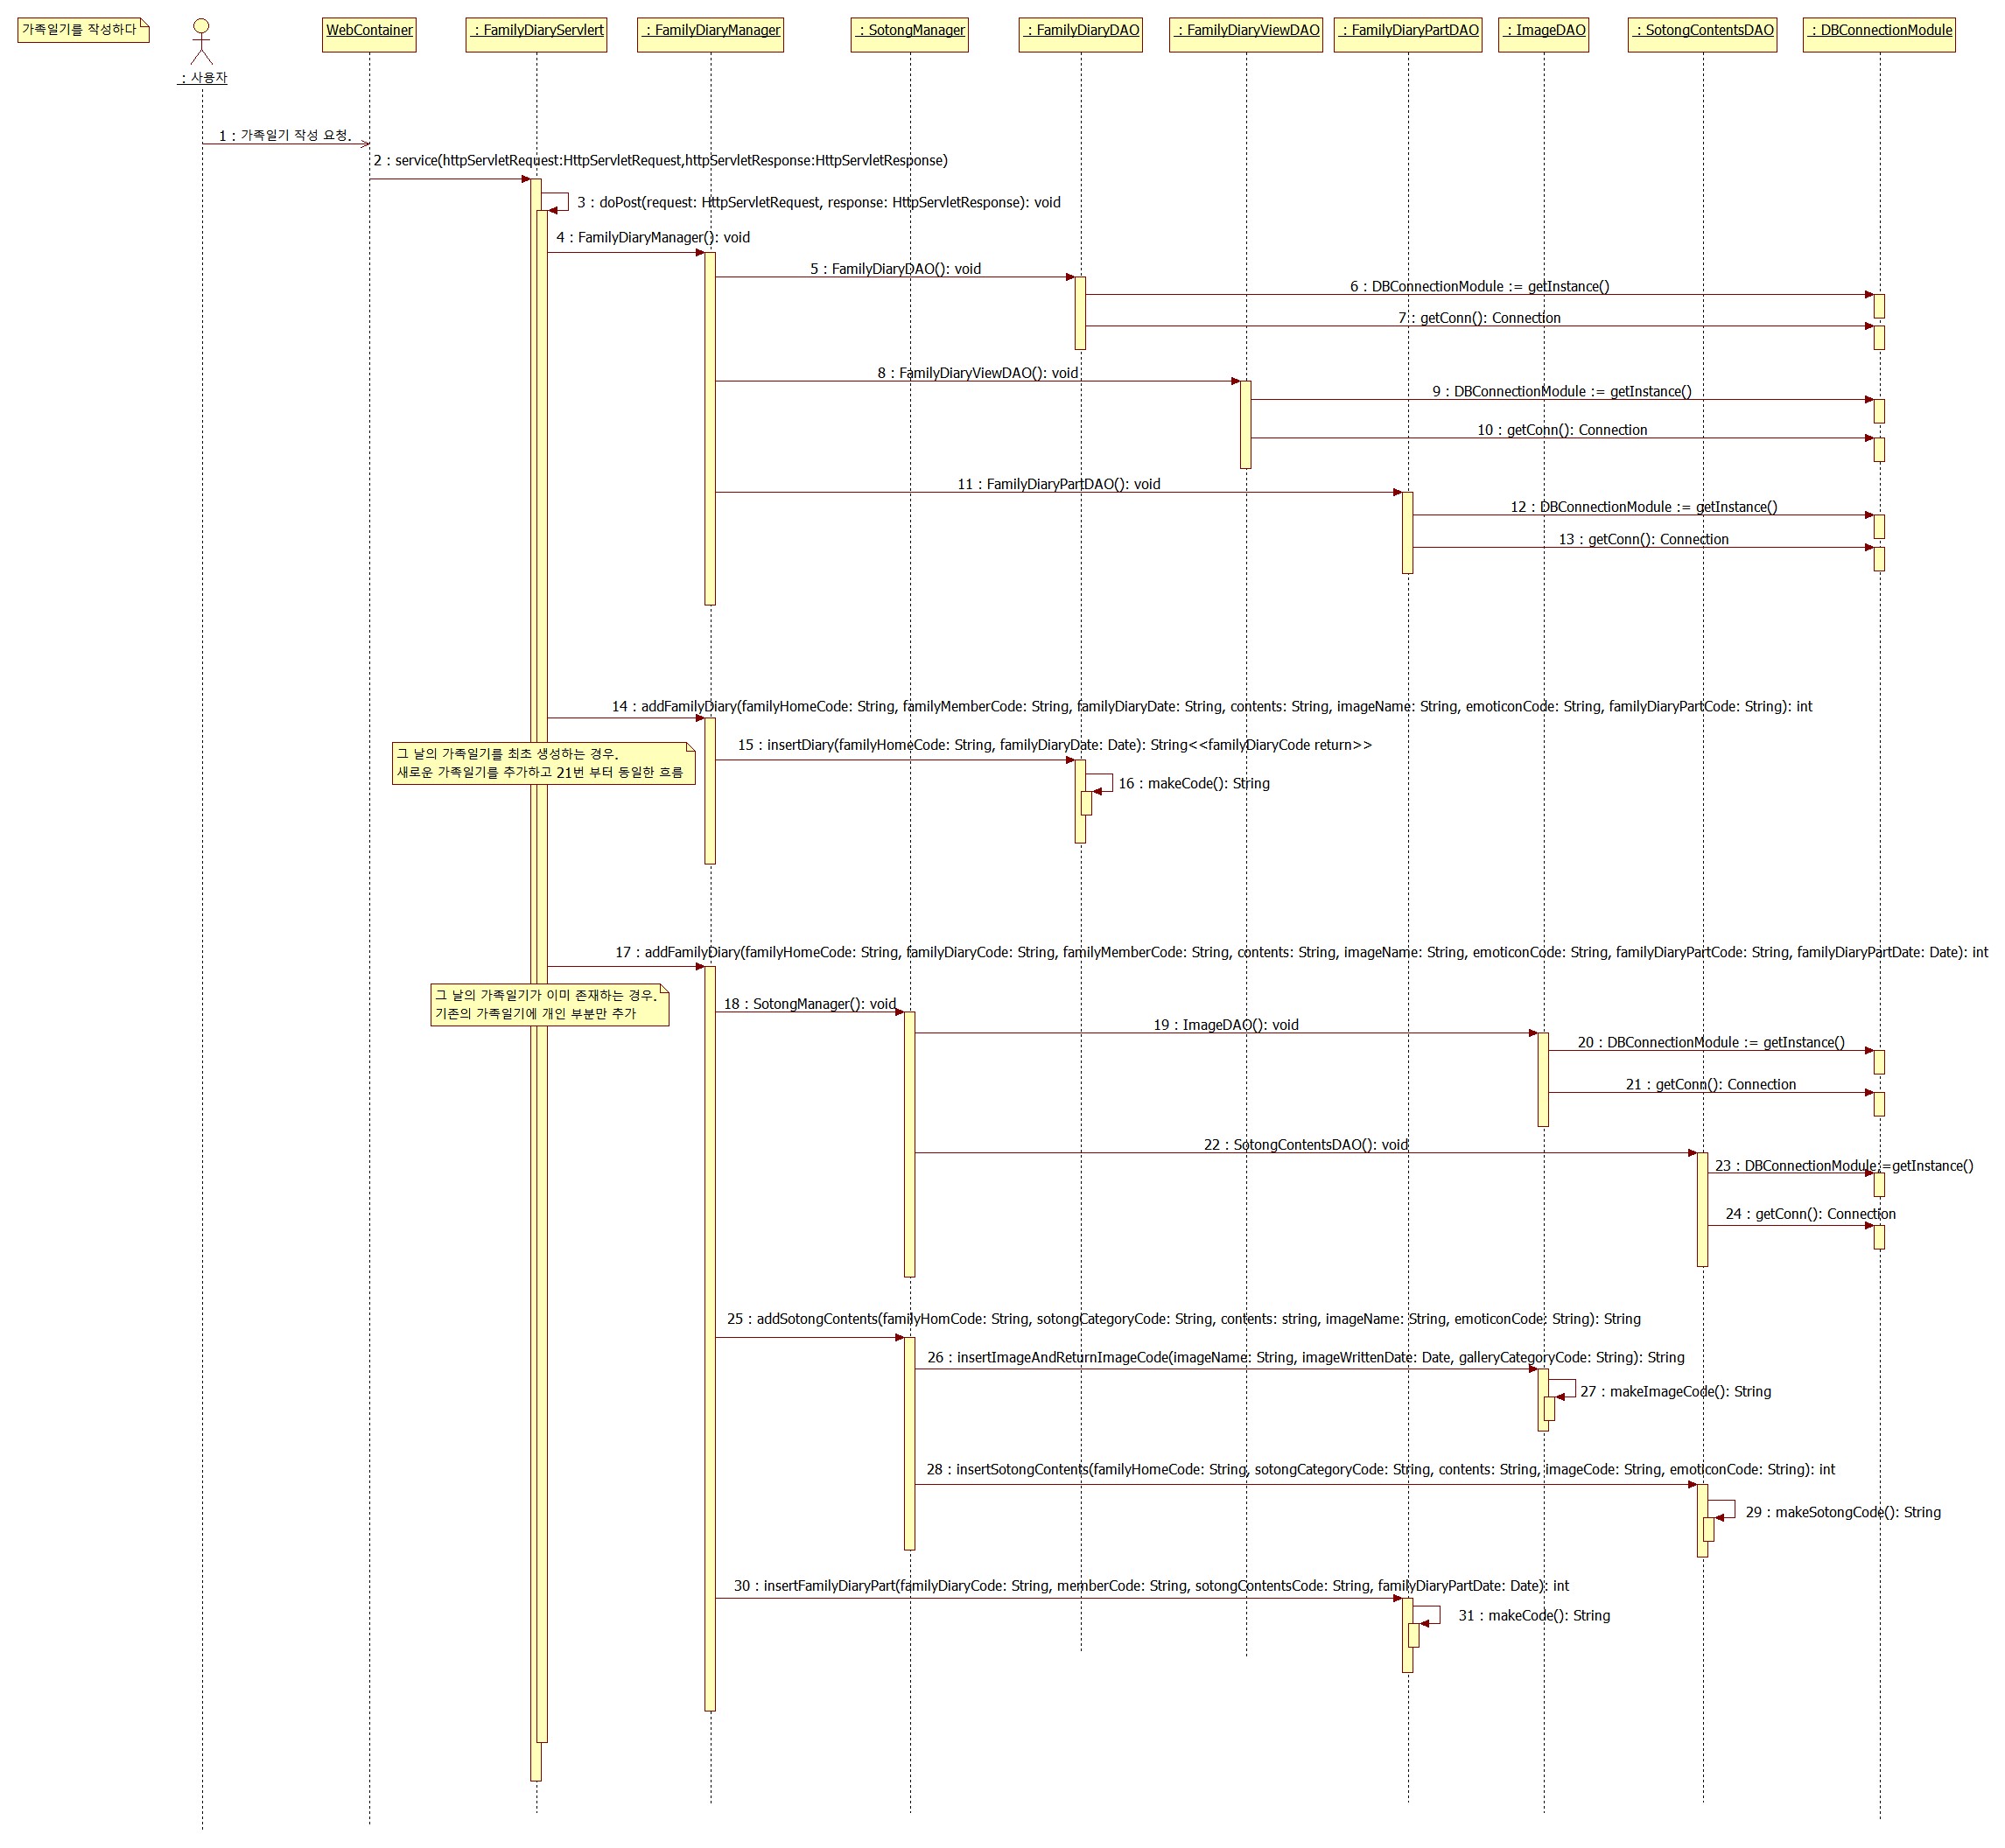 가족일기를 작성하다
: 사용자
WebContainer
: FamilyDiaryServlert
: FamilyDiaryManager
: SotongManager
: FamilyDiaryDAO
: FamilyDiaryViewDAO
: FamilyDiaryPartDAO
: ImageDAO
: SotongContentsDAO
: DBConnectionModule
1 : 가족일기 작성 요청.
2 : service(httpServletRequest:HttpServletRequest,httpServletResponse:HttpServletResponse)
3 : doPost(request: HttpServletRequest, response: HttpServletResponse): void
4 : FamilyDiaryManager(): void
5 : FamilyDiaryDAO(): void
6 : DBConnectionModule := getInstance()
7 : getConn(): Connection
8 : FamilyDiaryViewDAO(): void
9 : DBConnectionModule := getInstance()
10 : getConn(): Connection
11 : FamilyDiaryPartDAO(): void
12 : DBConnectionModule := getInstance()
13 : getConn(): Connection
14 : addFamilyDiary(familyHomeCode: String, familyMemberCode: String, familyDiaryDate: String, contents: String, imageName: String, emoticonCode: String, familyDiaryPartCode: String): int
그 날의 가족일기를 최초 생성하는 경우.
새로운 가족일기를 추가하고 21번 부터 동일한 흐름
15 : insertDiary(familyHomeCode: String, familyDiaryDate: Date): String<<familyDiaryCode return>>
16 : makeCode(): String
17 : addFamilyDiary(familyHomeCode: String, familyDiaryCode: String, familyMemberCode: String, contents: String, imageName: String, emoticonCode: String, familyDiaryPartCode: String, familyDiaryPartDate: Date): int
그 날의 가족일기가 이미 존재하는 경우.
기존의 가족일기에 개인 부분만 추가
18 : SotongManager(): void
19 : ImageDAO(): void
20 : DBConnectionModule := getInstance()
21 : getConn(): Connection
22 : SotongContentsDAO(): void
23 : DBConnectionModule:=getInstance()
24 : getConn(): Connection
25 : addSotongContents(familyHomCode: String, sotongCategoryCode: String, contents: string, imageName: String, emoticonCode: String): String
26 : insertImageAndReturnImageCode(imageName: String, imageWrittenDate: Date, galleryCategoryCode: String): String
27 : makeImageCode(): String
28 : insertSotongContents(familyHomeCode: String, sotongCategoryCode: String, contents: String, imageCode: String, emoticonCode: String): int
29 : makeSotongCode(): String
30 : insertFamilyDiaryPart(familyDiaryCode: String, memberCode: String, sotongContentsCode: String, familyDiaryPartDate: Date): int
31 : makeCode(): String